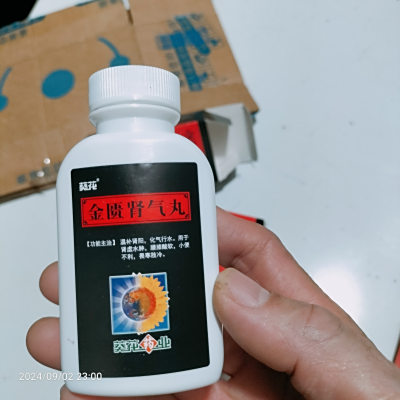 葵花®
金匮肾气丸
【功能主治】温补肾阳，化气行水。用于
肾虚水肿，腰膝酸软，小便
不利，畏寒肢冷。
葵花药业
2024/09/02 23:00